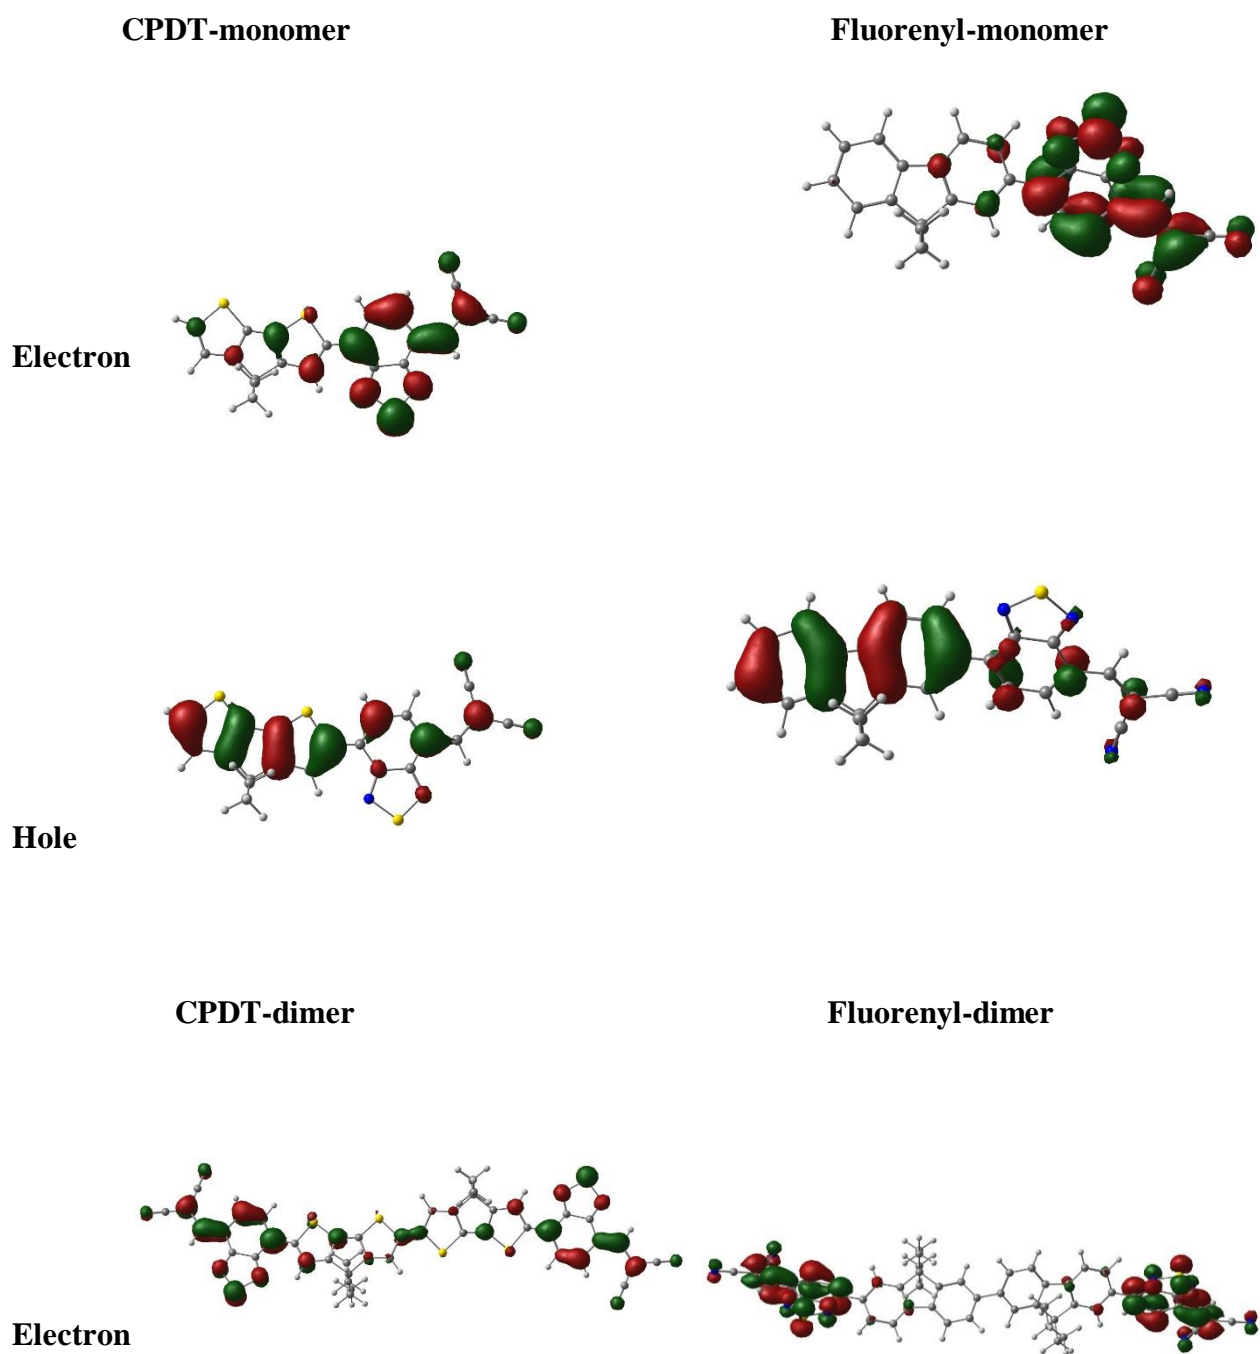 CPDT-monomer
Fluorenyl-monomer
Electron
Hole
CPDT-dimer
Fluorenyl-dimer
Electron